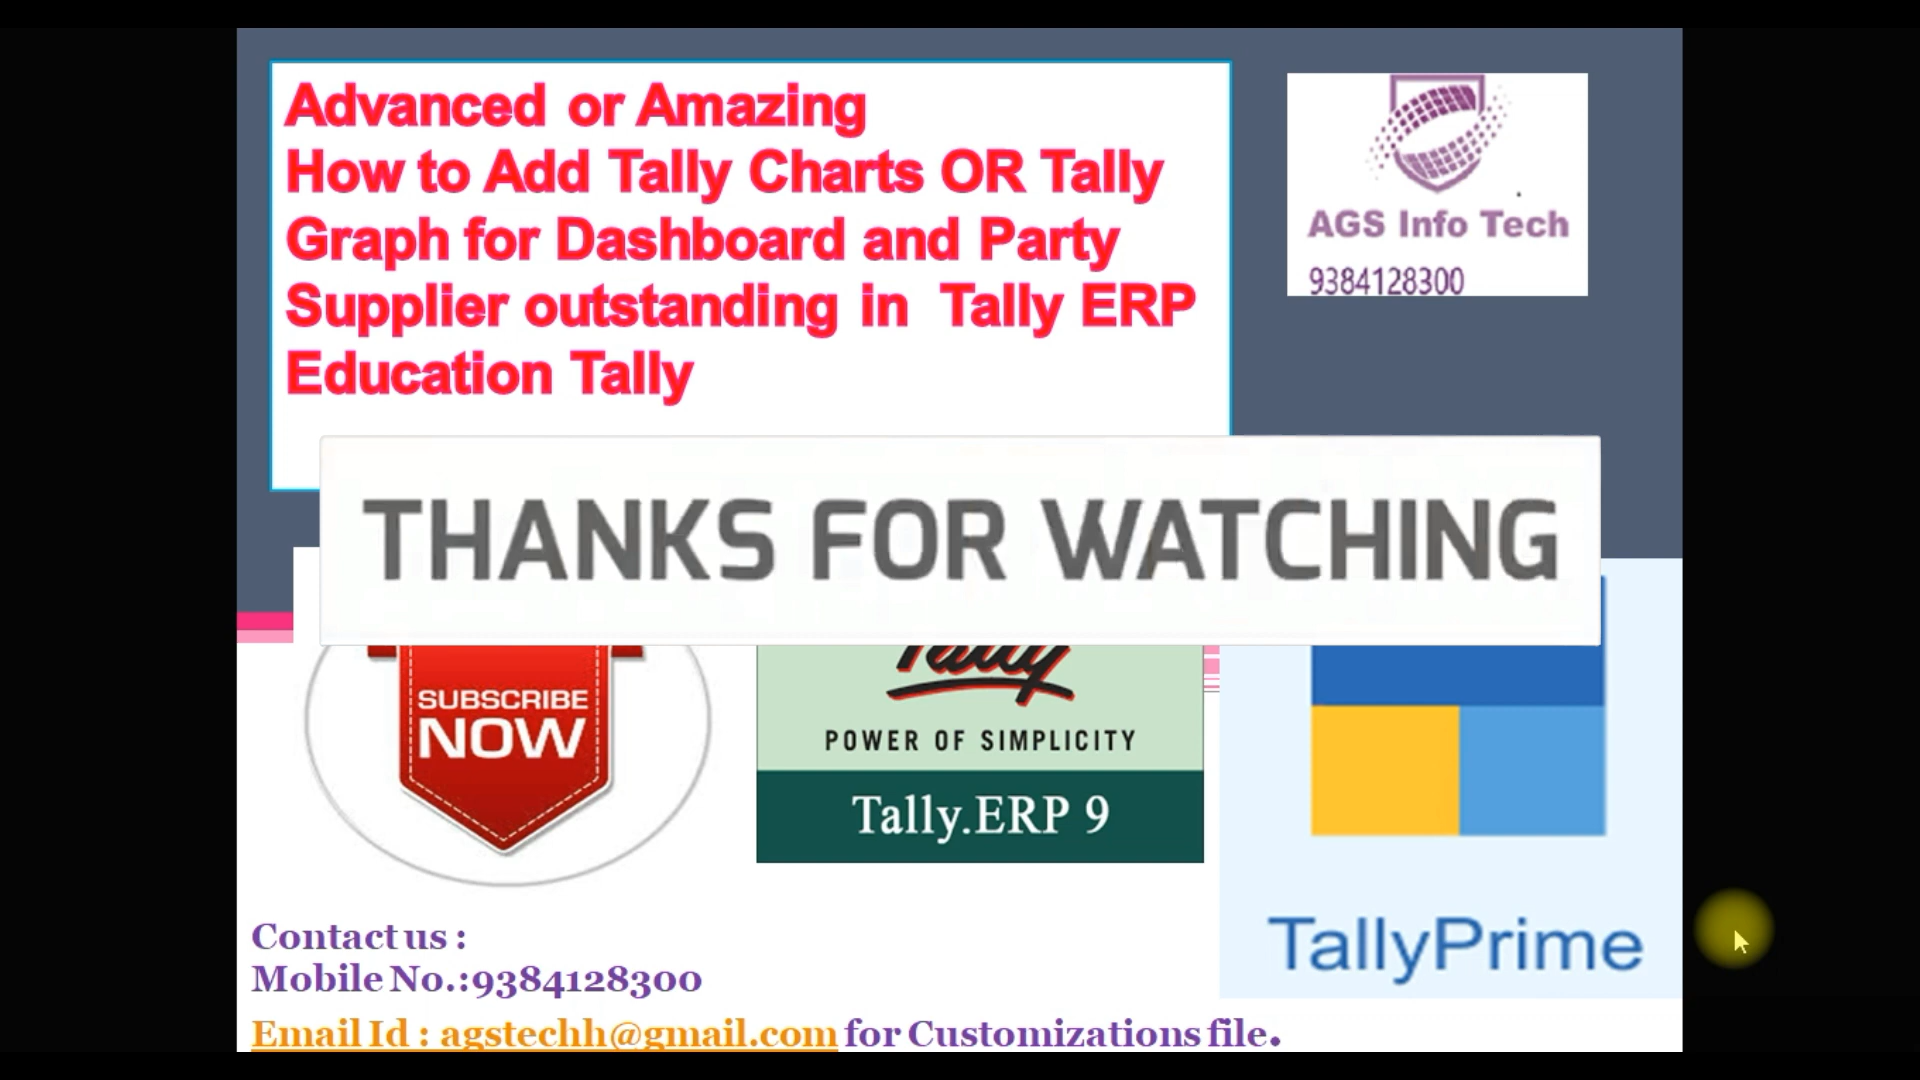 Advanced or Amazing
How to Add Tally Charts OR Tally
Graph for Dashboard and Party
Supplier outstanding in Tally ERP
Education Tally
AGS Info Tech
9384128300
THANKS FOR WATCHING
SUBSCRIBE
NOW
Tally
POWER OF SIMPLICITY
Tally.ERP 9
TallyPrime
Contact us :
Mobile No.:9384128300
Email Id : agstechh@gmail.com for Customizations file.